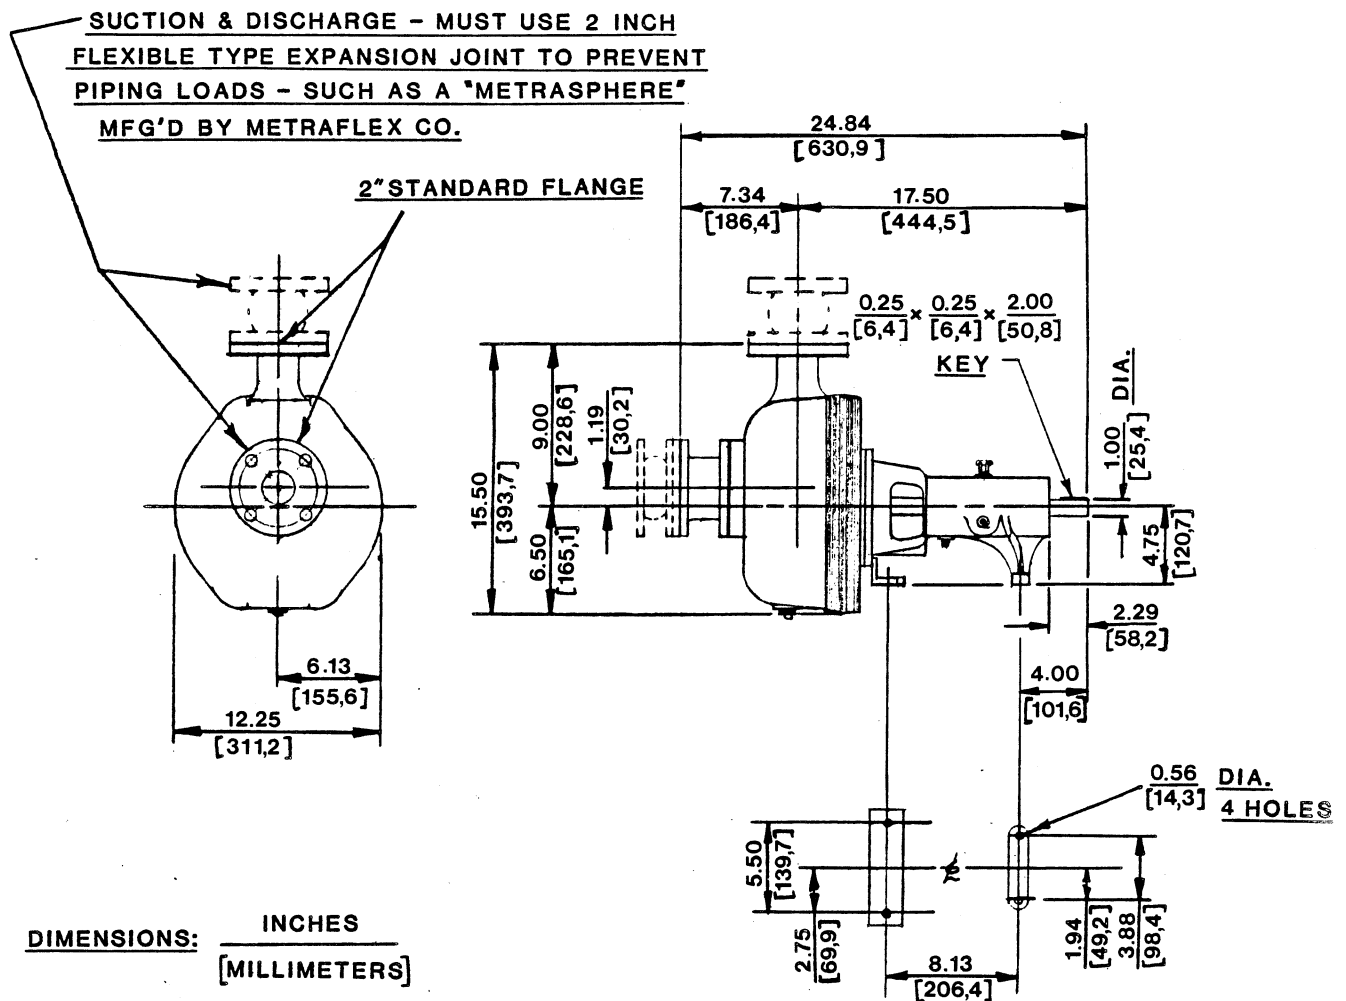 SUCTION & DISCHARGE - MUST USE 2 INCH
FLEXIBLE TYPE EXPANSION JOINT TO PREVENT
PIPING LOADS - SUCH AS A "METRASPHERE"
MFG'D BY METRAFLEX CO.
2" STANDARD FLANGE
24.84
[630,9]
7.34
[186,4]
17.50
[444,5]
0.25 × 0.25 × 2.00
[6,4] [6,4] [50,8]
KEY
DIA.
1.00
[25,4]
15.50
[393,7]
9.00
[228,6]
1.19
[30,2]
6.50
[165,1]
4.75
[120,7]
2.29
[58,2]
4.00
[101,6]
6.13
[155,6]
12.25
[311,2]
0.56 DIA.
[14,3]
4 HOLES
5.50
[139,7]
2.75
[69,9]
1.94
[49,2]
3.88
[98,4]
8.13
[206,4]
DIMENSIONS: INCHES
[MILLIMETERS]